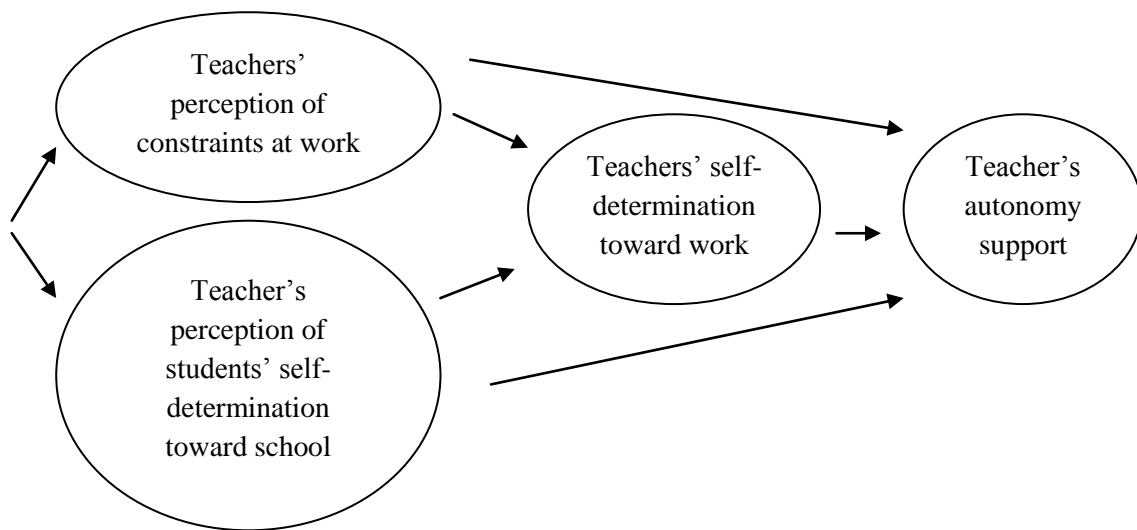 Teachers’
perception of
constraints at work
Teachers’ self-
determination
toward work
Teacher’s
autonomy
support
Teacher’s
perception of
students’ self-
determination
toward school